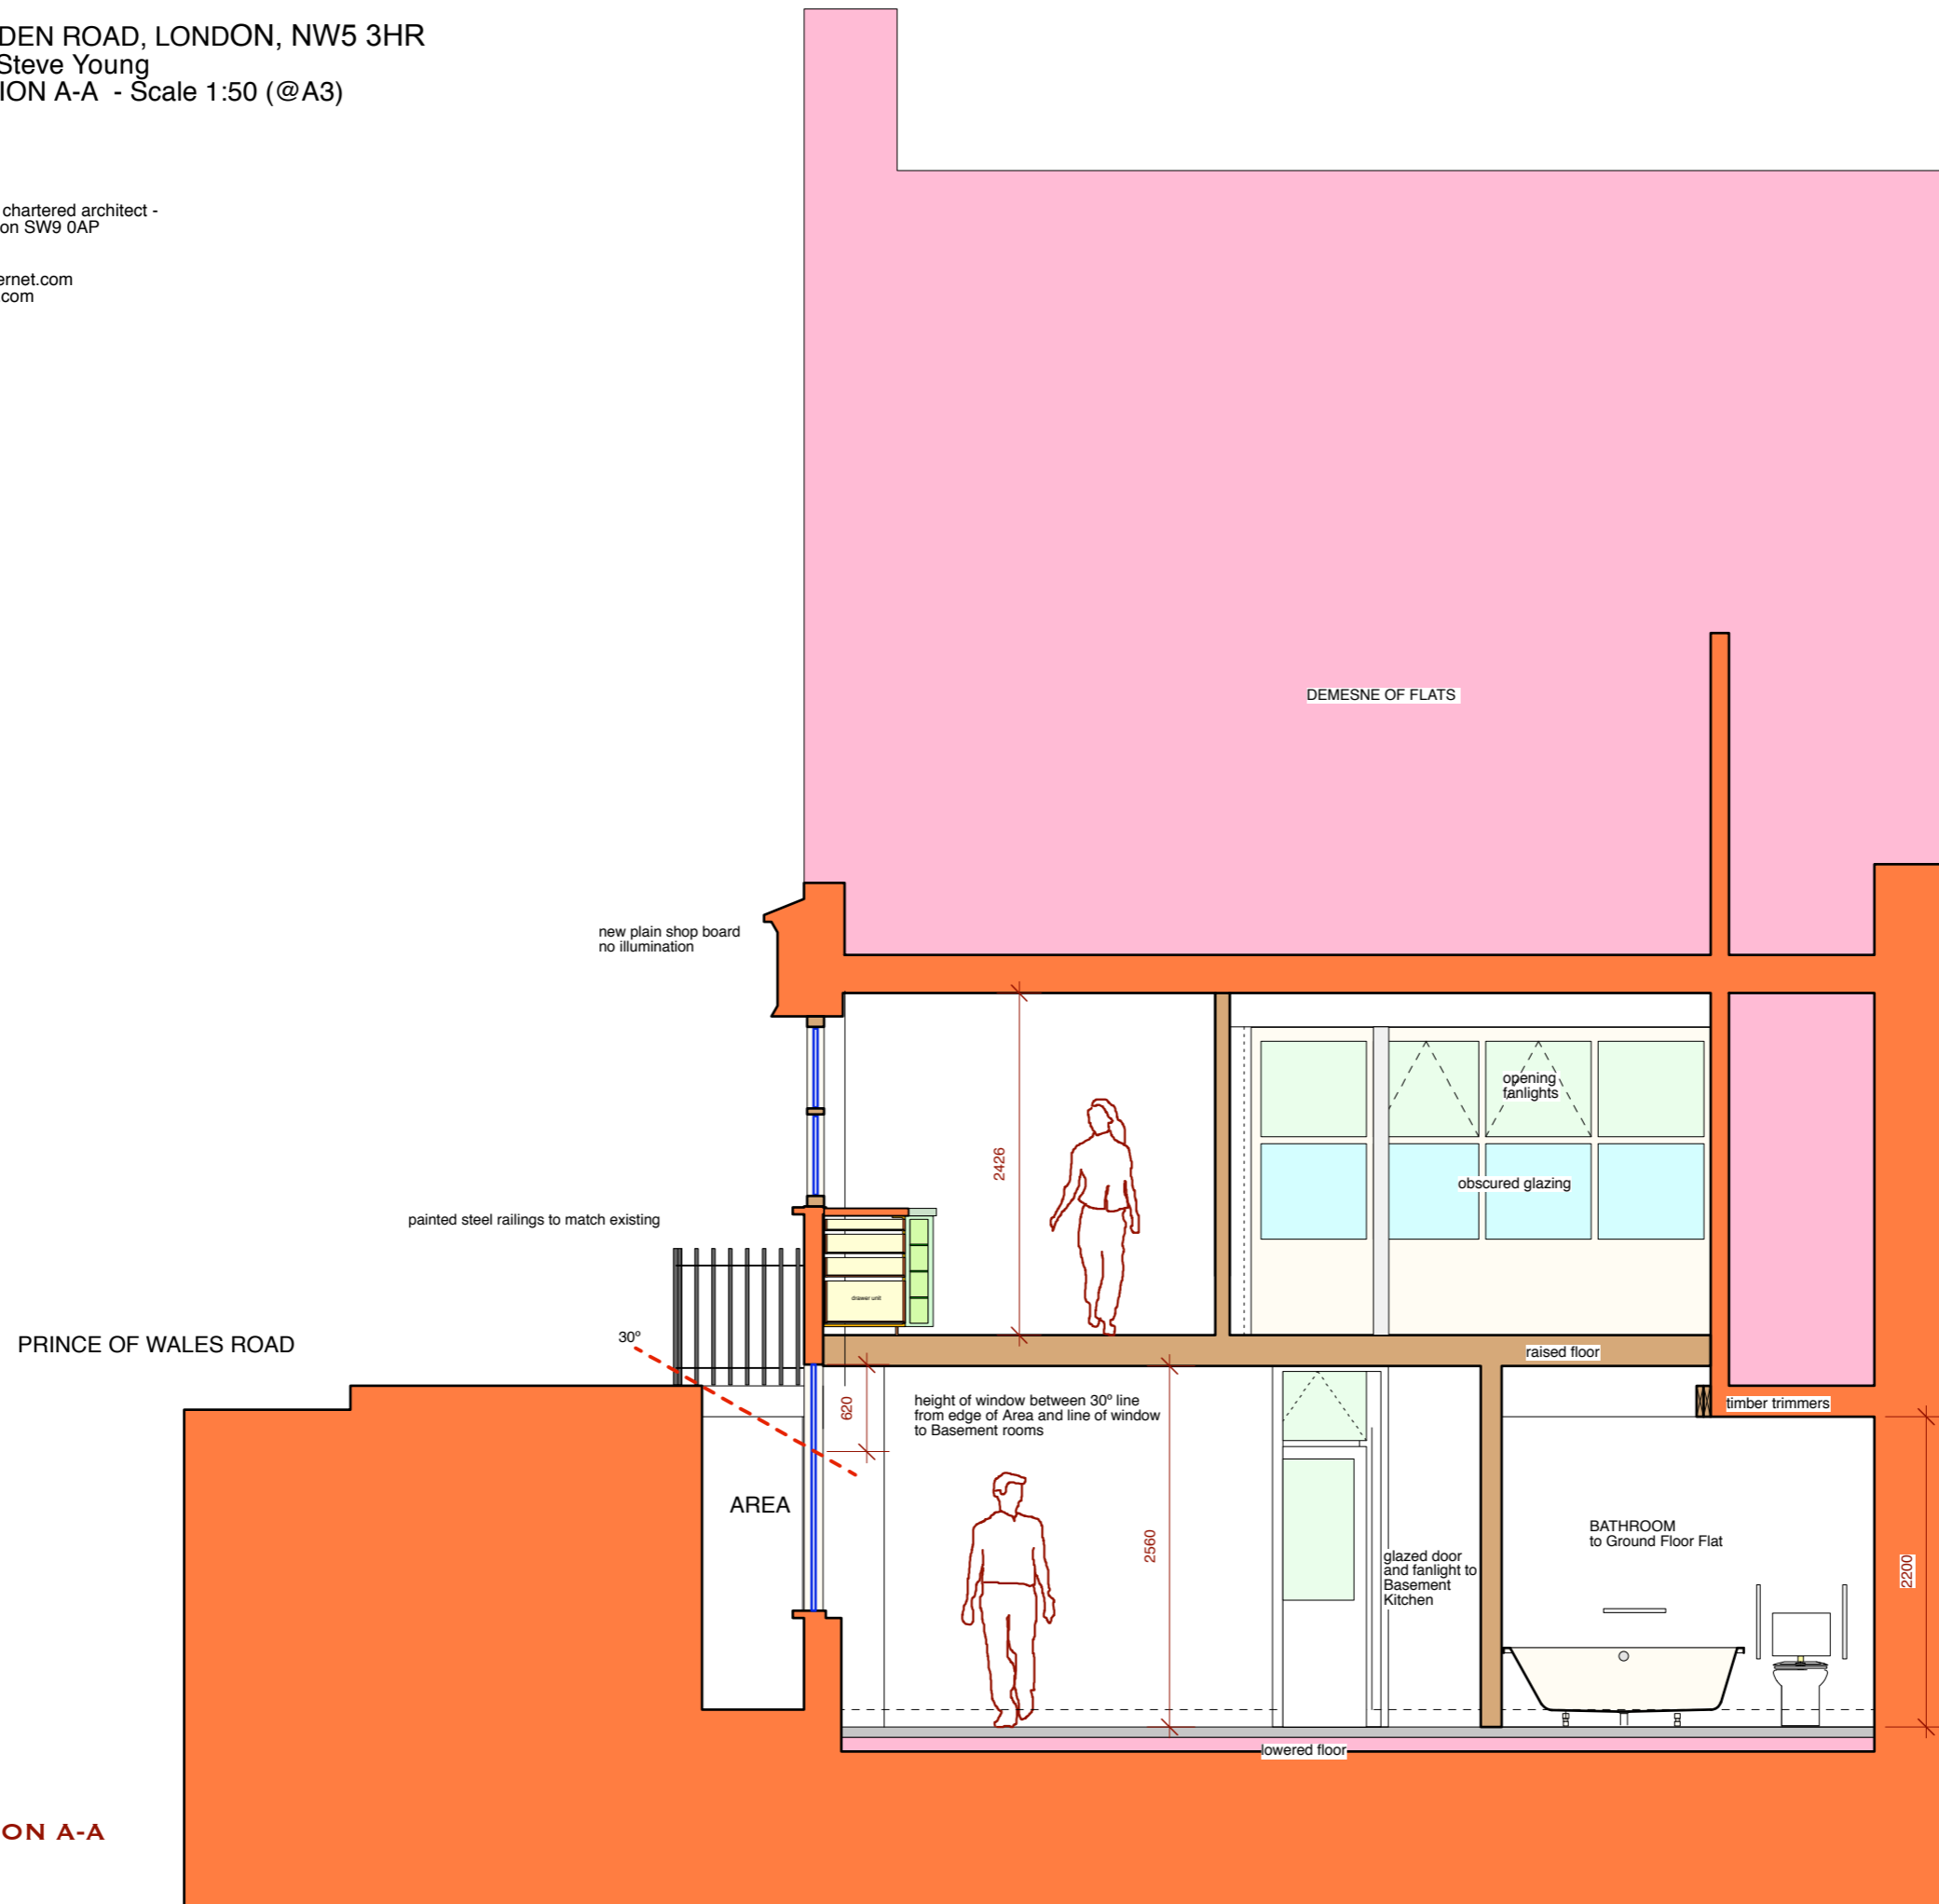 DEN ROAD, LONDON, NW5 3HR
Steve Young
ION A-A - Scale 1:50 (@A3)
chartered architect -
on SW9 0AP
ernet.com
.com
DEMESNE OF FLATS
new plain shop board
no illumination
opening
fanlights
2426
obscured glazing
painted steel railings to match existing
drawer unit
PRINCE OF WALES ROAD
30º
raised floor
620
height of window between 30º line
from edge of Area and line of window
to Basement rooms
timber trimmers
AREA
2560
BATHROOM
to Ground Floor Flat
glazed door
and fanlight to
Basement
Kitchen
2200
lowered floor
ON A-A